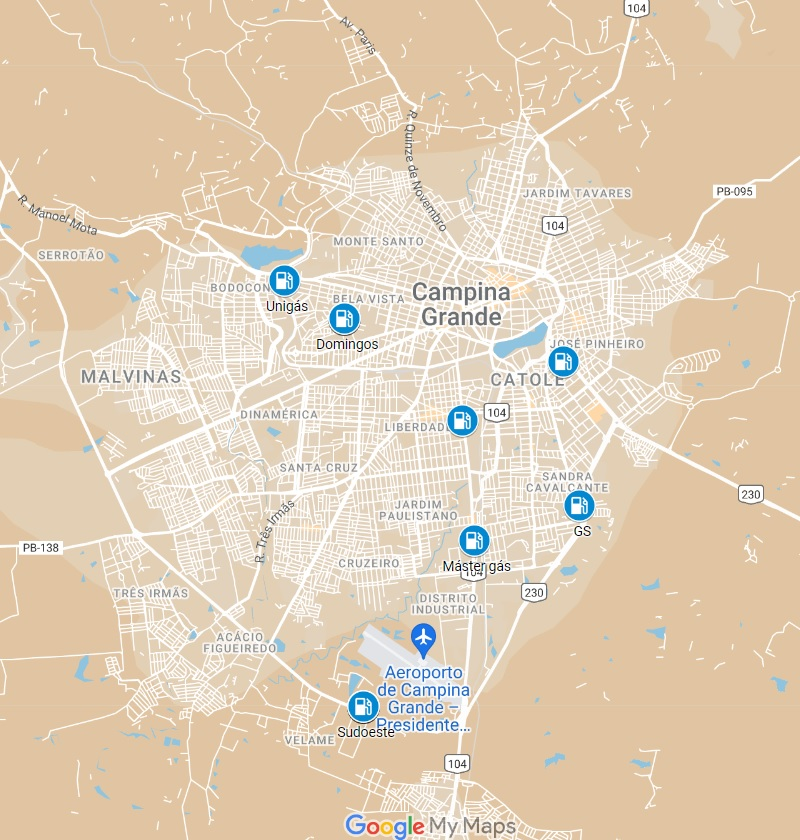 104
Av. Paris
R. Quinze de Novembro
JARDIM TAVARES
PB-095
R. Manoel Mota
104
MONTE SANTO
SERROTÃO
BODOCON
BELA VISTA
Campina
Grande
Unigás
Domingos
JOSÉ PINHEIRO
MALVINAS
CATOLÉ
DINAMÉRICA
104
LIBERDADE
SANTA CRUZ
SANDRA
CAVALCANTE
230
JARDIM
PAULISTANO
R. Três Irmãs
GS
PB-138
CRUZEIRO
Máster gás
104
TRÊS IRMÃS
230
DISTRITO
INDUSTRIAL
ACÁCIO
FIGUEIREDO
Aeroporto
de Campina
Grande –
Presidente...
Sudoeste
VELAME
104
Google My Maps